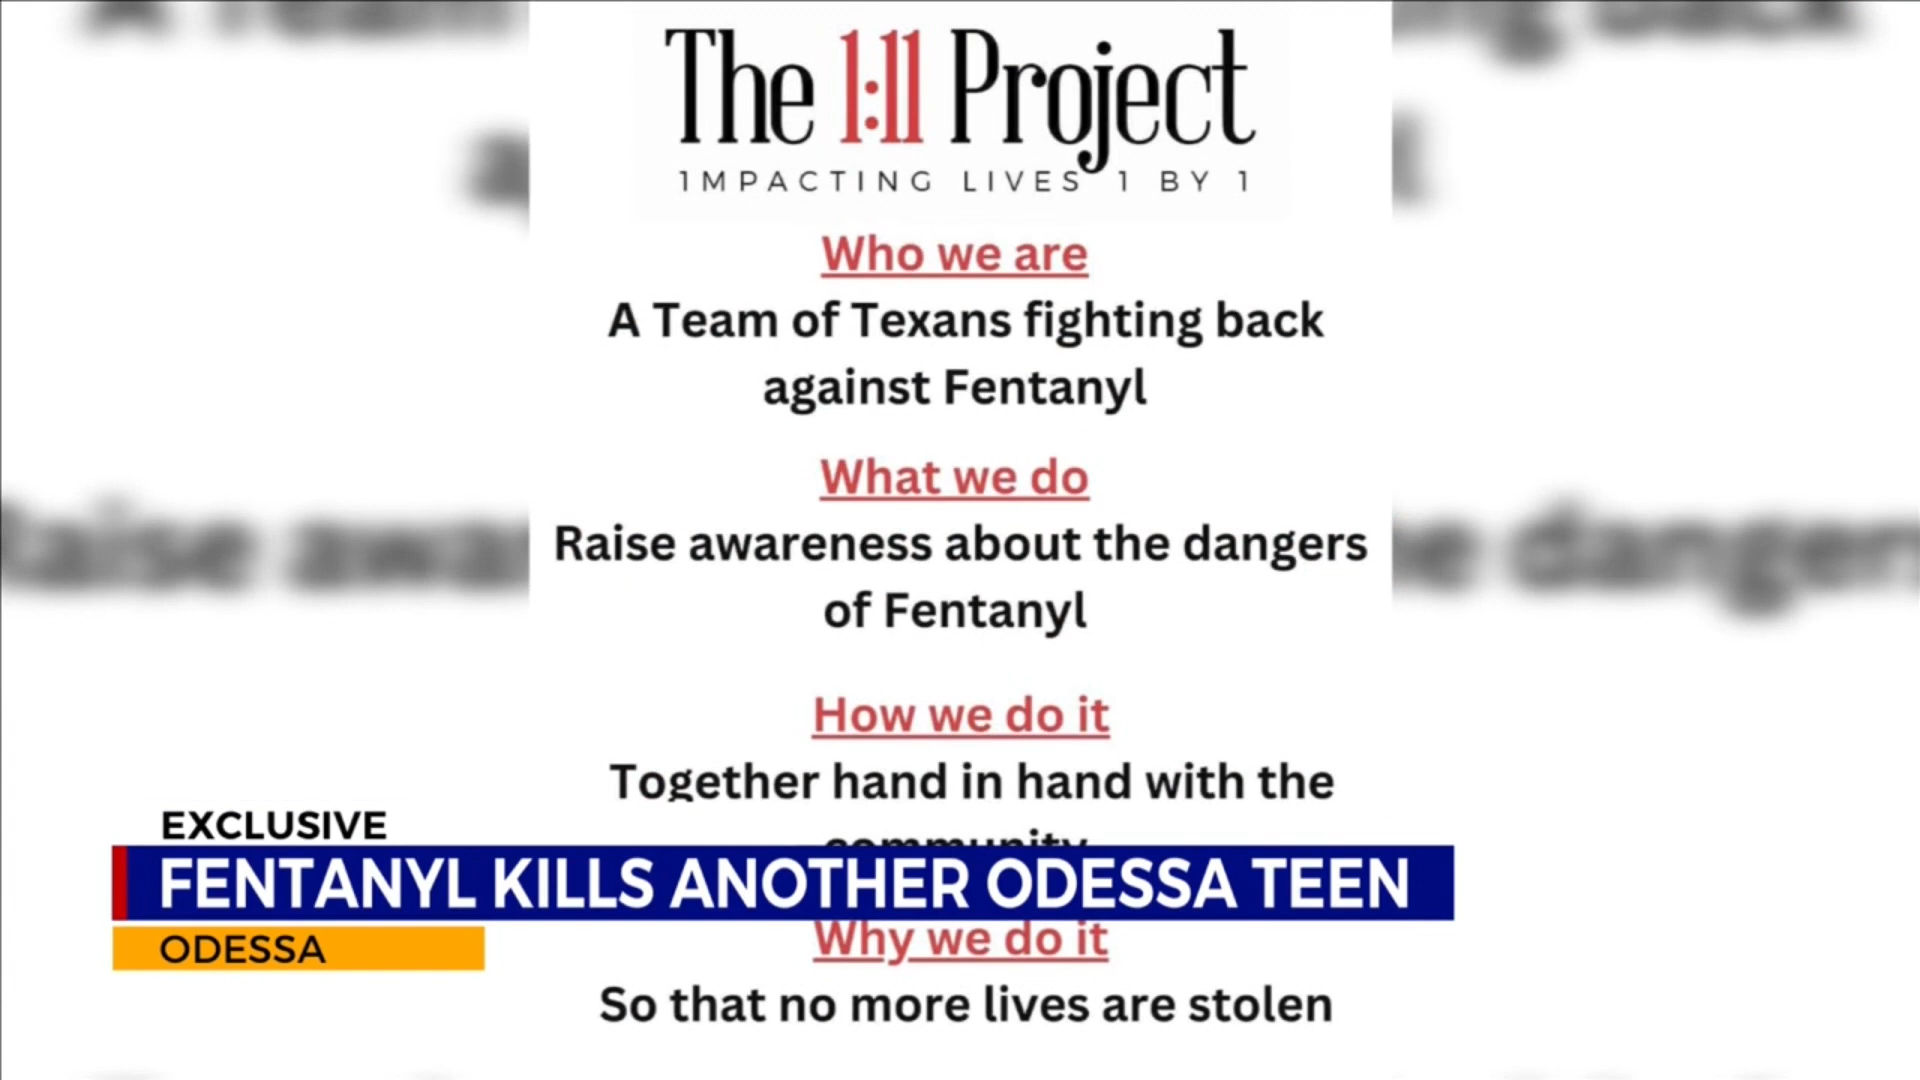 The 1:11 Project
1MPACTING LIVES 1 BY 1
Who we are
A Team of Texans fighting back
against Fentanyl
What we do
Raise awareness about the dangers
of Fentanyl
How we do it
Together hand in hand with the
community
EXCLUSIVE
FENTANYL KILLS ANOTHER ODESSA TEEN
ODESSA
Why we do it
So that no more lives are stolen